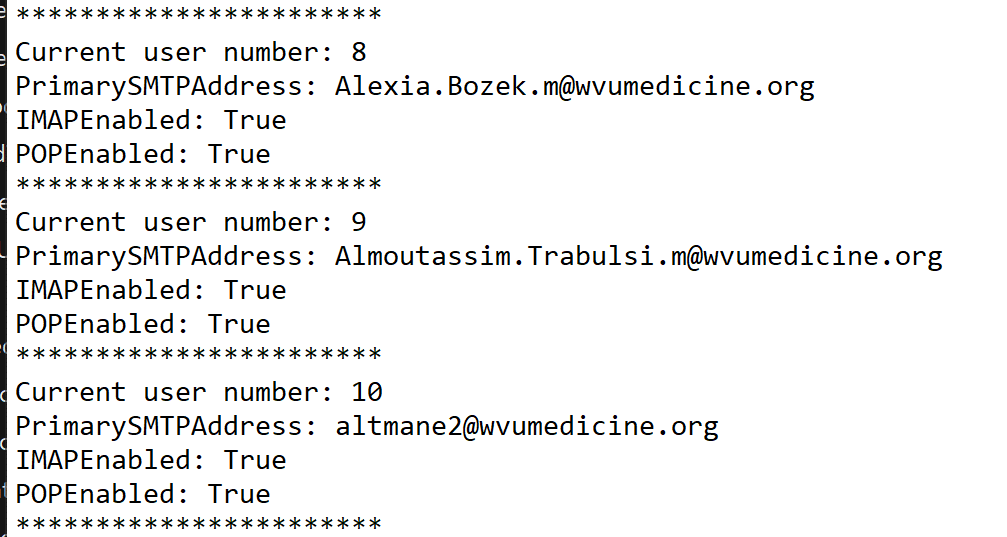 ************************
Current user number: 8
PrimarySMTPAddress: Alexia.Bozek.m@wvumedicine.org
IMAPEnabled: True
POPEnabled: True
************************
Current user number: 9
PrimarySMTPAddress: Almoutassim.Trabulsi.m@wvumedicine.org
IMAPEnabled: True
POPEnabled: True
************************
Current user number: 10
PrimarySMTPAddress: altmane2@wvumedicine.org
IMAPEnabled: True
POPEnabled: True
************************